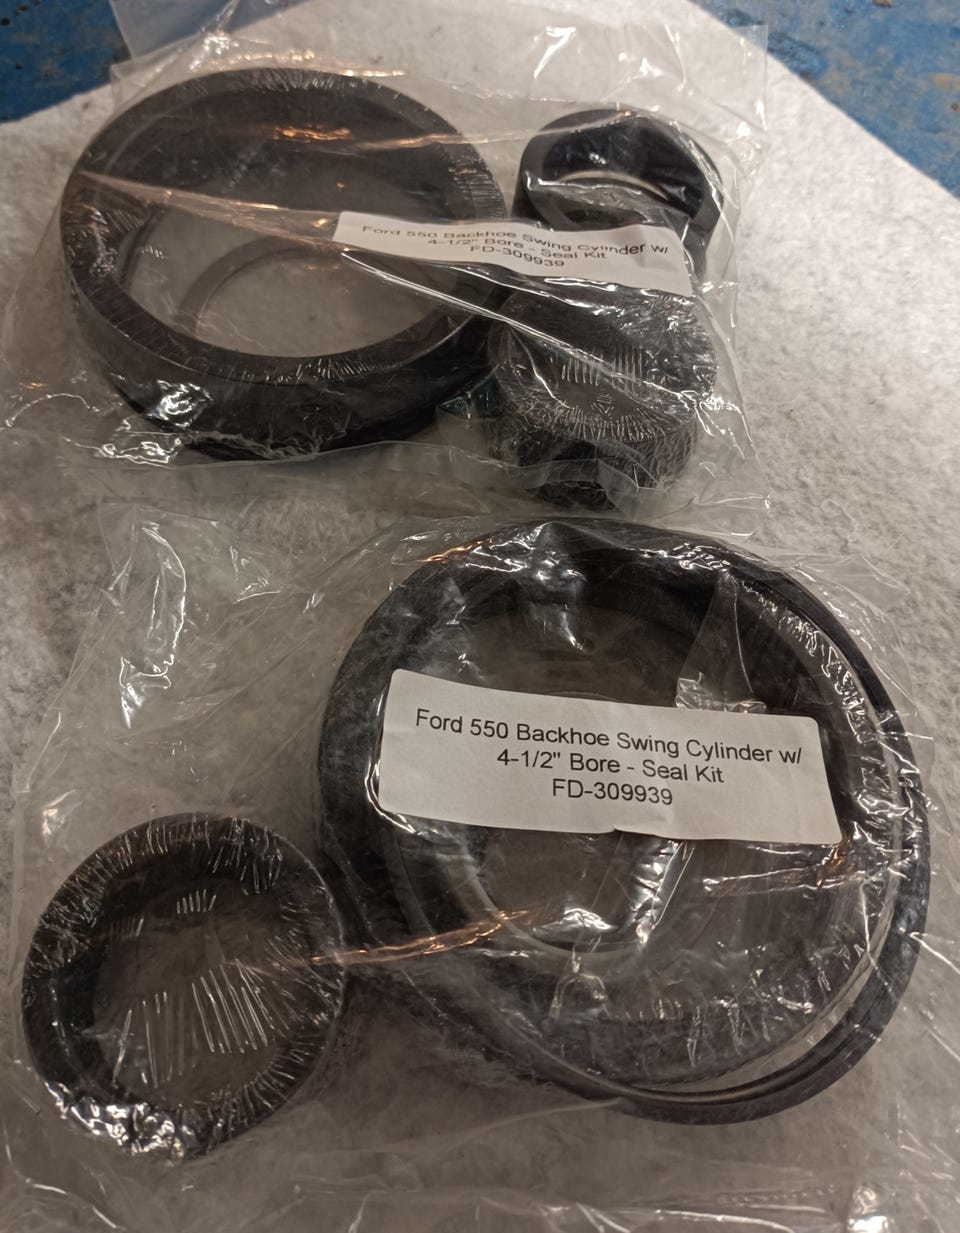 Ford 550 Backhoe Swing Cylinder w/
4-1/2" Bore - Seal Kit
FD-309939
Ford 550 Backhoe Swing Cylinder w/
4-1/2" Bore - Seal Kit
FD-309939